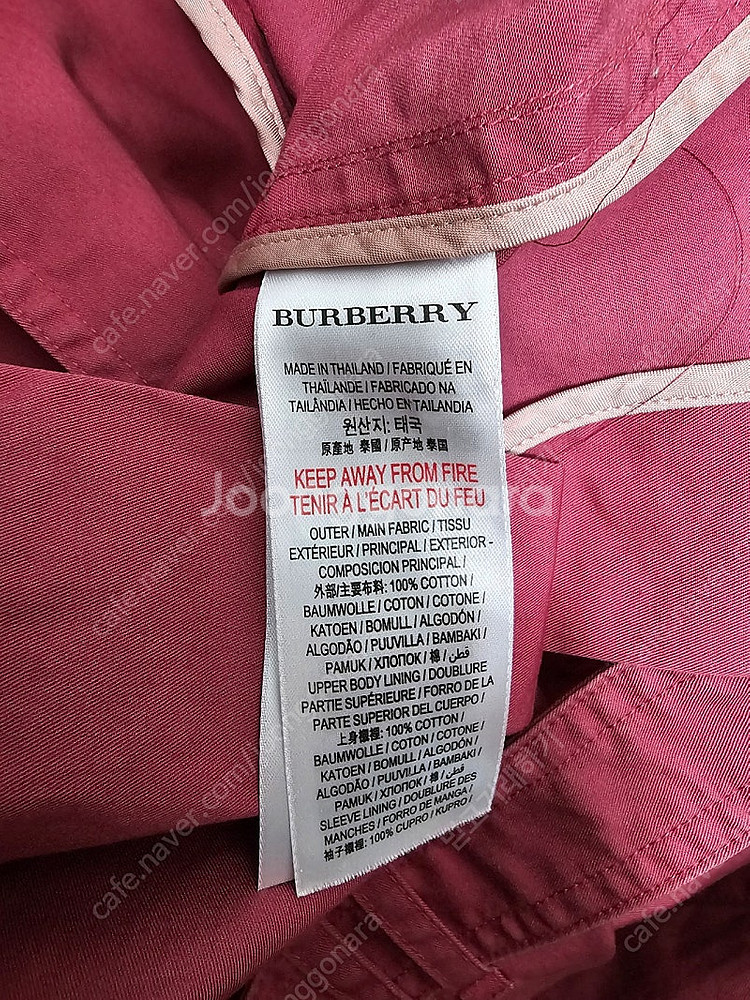 BURBERRY
MADE IN THAILAND / FABRIQUÉ EN
THAÏLANDE / FABRICADO NA
TAILÂNDIA / HECHO EN TAILANDIA
원산지: 태국
原產地 泰國 / 原产地 泰国
KEEP AWAY FROM FIRE
TENIR À L'ÉCART DU FEU
OUTER / MAIN FABRIC / TISSU
EXTÉRIEUR / PRINCIPAL / EXTERIOR -
COMPOSICION PRINCIPAL /
外部/主要布料: 100% COTTON /
BAUMWOLLE / COTON / COTONE /
KATOEN / BOMULL / ALGODÓN /
ALGODÃO / PUUVILLA / BAMBAKI /
PAMUK / ХЛОПОК / 棉 / قطن /
UPPER BODY LINING / DOUBLURE
PARTIE SUPÉRIEURE / FORRO DE LA
PARTE SUPERIOR DEL CUERPO /
上身襯裡: 100% COTTON /
BAUMWOLLE / COTON / COTONE /
KATOEN / BOMULL / ALGODÓN /
ALGODÃO / PUUVILLA / BAMBAKI /
PAMUK / ХЛОПОК / 棉 / قطن /
SLEEVE LINING / DOUBLURE DES
MANCHES / FORRO DE MANGA /
袖子襯裡: 100% CUPRO / KUPRO /
cafe.naver.com/joonggonara